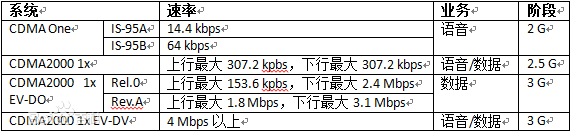 系统 速率 业务 阶段
CDMA One IS-95A 14.4 kbps 语音 2 G
IS-95B 64 kbps
CDMA2000 1x 上行最大 307.2 kpbs，下行最大 307.2 kbps 语音/数据 2.5 G
CDMA2000 1x Rel.0 上行最大 153.6 kbps，下行最大 2.4 Mbps 数据 3 G
EV-DO Rev.A 上行最大 1.8 Mbps，下行最大 3.1 Mbps
CDMA2000 1x EV-DV 4 Mbps 以上 语音/数据 3 G